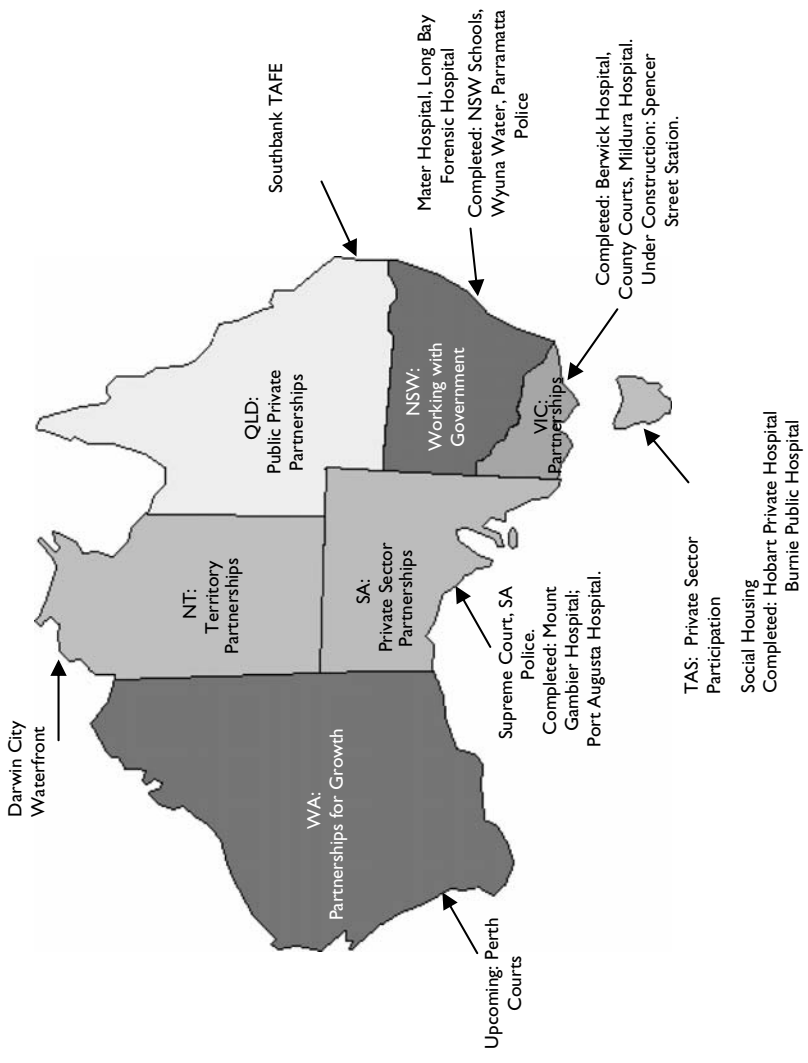 Darwin City
Waterfront
NT:
Territory
Partnerships
QLD:
Public Private
Partnerships
Southbank TAFE
WA:
Partnerships for Growth
SA:
Private Sector
Partnerships
NSW:
Working with
Government
Mater Hospital, Long Bay
Forensic Hospital
Completed: NSW Schools,
Wyuna Water, Parramatta
Police
VIC:
Partnerships
Completed: Berwick Hospital,
County Courts, Mildura Hospital.
Under Construction: Spencer
Street Station.
Upcoming: Perth
Courts
Supreme Court, SA
Police.
Completed: Mount
Gambier Hospital;
Port Augusta Hospital.
TAS: Private Sector
Participation
Social Housing
Completed: Hobart Private Hospital
Burnie Public Hospital